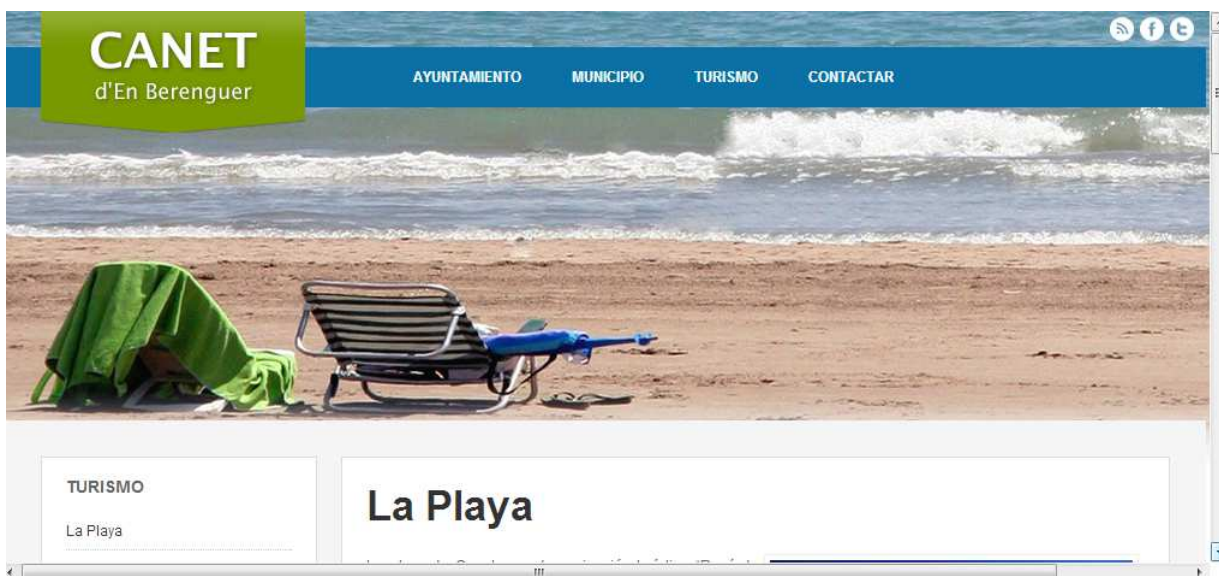 CANET
d'En Berenguer
AYUNTAMIENTO MUNICIPIO TURISMO CONTACTAR
TURISMO
La Playa
La Playa